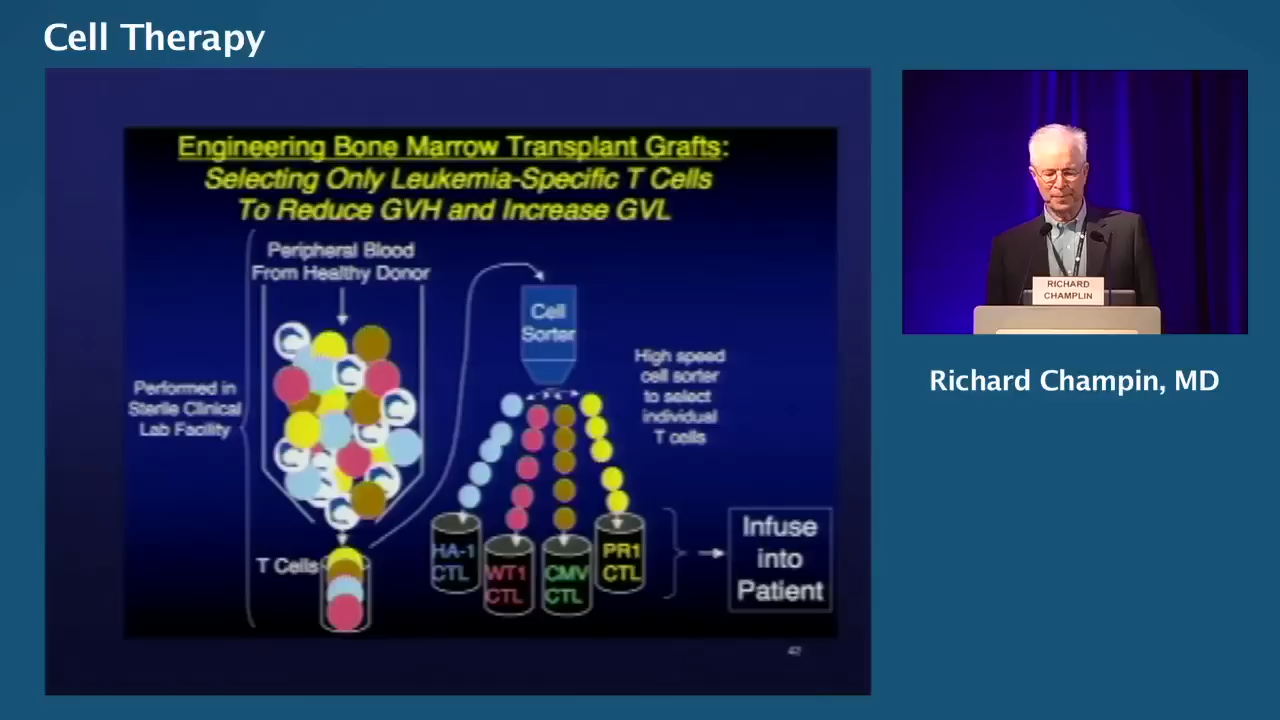 Cell Therapy
Engineering Bone Marrow Transplant Grafts:
Selecting Only Leukemia-Specific T Cells
To Reduce GVH and Increase GVL
Peripheral Blood
From Healthy Donor
Performed in
Sterile Clinical
Lab Facility
T Cells
Cell
Sorter
High speed
cell sorter
to select
individual
T cells
HA-1
CTL
WT1
CTL
CMV
CTL
PR1
CTL
Infuse
into
Patient
42
RICHARD
CHAMPLIN
Richard Champin, MD